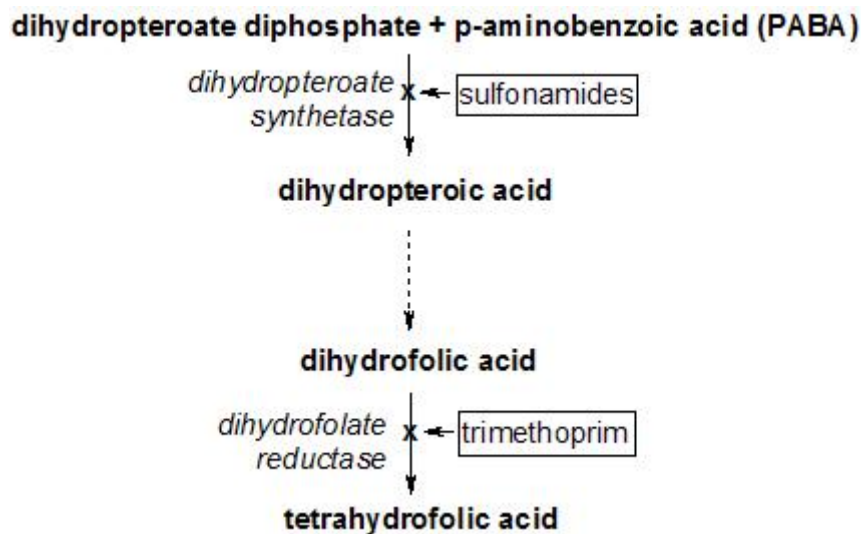 dihydropteroate diphosphate + p-aminobenzoic acid (PABA)
dihydropteroate
synthetase
x
sulfonamides
dihydropteroic acid
dihydrofolic acid
dihydrofolate
reductase
x
trimethoprim
tetrahydrofolic acid